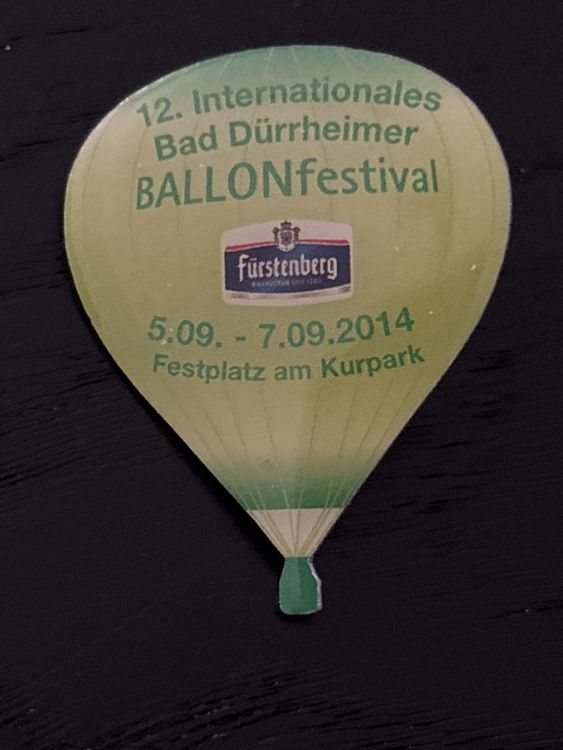 12. Internationales
Bad Dürrheimer
BALLONfestival
Fürstenberg
5.09. - 7.09.2014
Festplatz am Kurpark